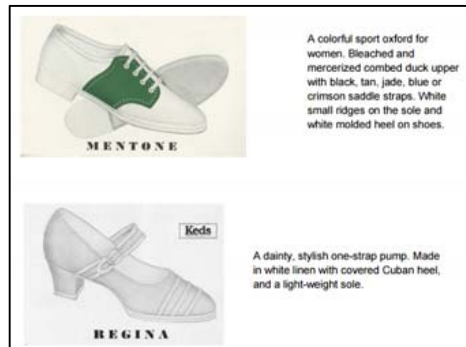 A colorful sport oxford for
women. Bleached and
mercerized combed duck upper
with black, tan, jade, blue or
crimson saddle straps. White
small ridges on the sole and
white molded heel on shoes.
MENTONE
Keds
A dainty, stylish one-strap pump. Made
in white linen with covered Cuban heel,
and a light-weight sole.
REGINA